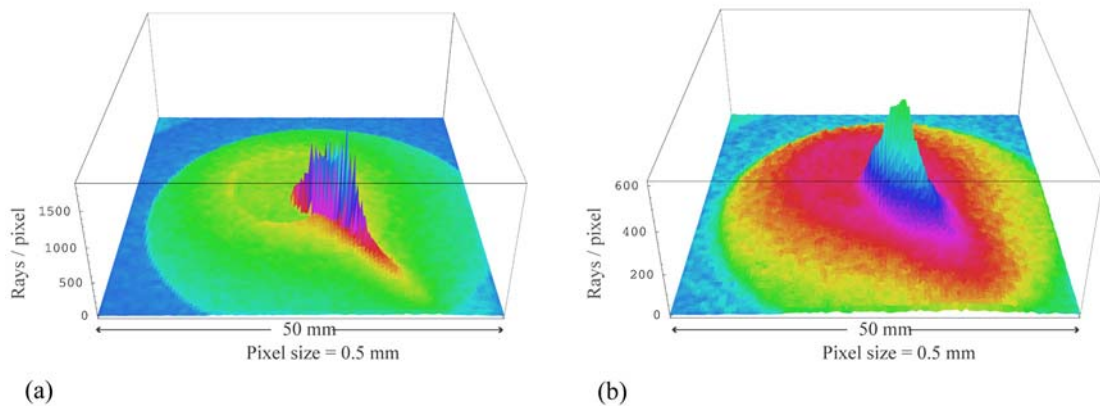 Rays / pixel
1500
1000
500
0
50 mm
Pixel size = 0.5 mm
(a)
Rays / pixel
600
400
200
0
50 mm
Pixel size = 0.5 mm
(b)